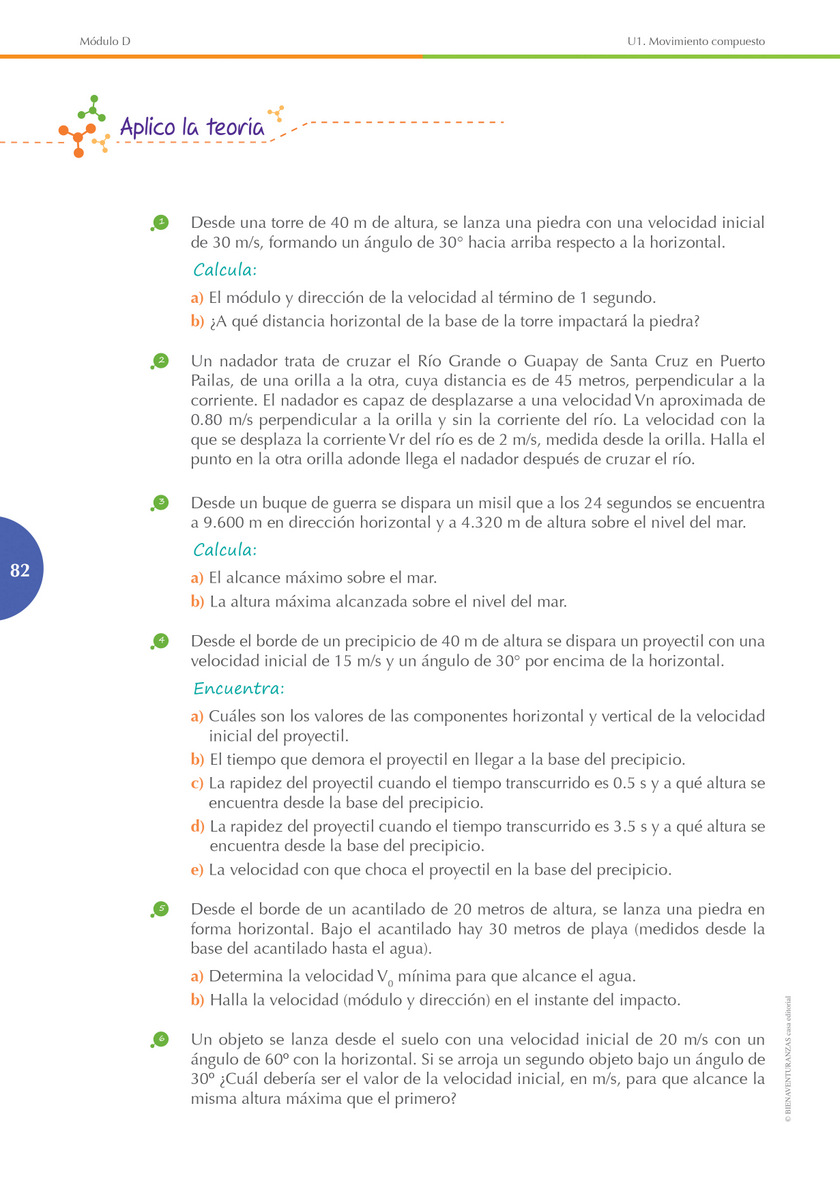 Módulo D
U1. Movimiento compuesto
Aplico la teoría
1
Desde una torre de 40 m de altura, se lanza una piedra con una velocidad inicial
de 30 m/s, formando un ángulo de 30° hacia arriba respecto a la horizontal.
Calcula:
a) El módulo y dirección de la velocidad al término de 1 segundo.
b) ¿A qué distancia horizontal de la base de la torre impactará la piedra?
2
Un nadador trata de cruzar el Río Grande o Guapay de Santa Cruz en Puerto
Pailas, de una orilla a la otra, cuya distancia es de 45 metros, perpendicular a la
corriente. El nadador es capaz de desplazarse a una velocidad Vn aproximada de
0.80 m/s perpendicular a la orilla y sin la corriente del río. La velocidad con la
que se desplaza la corriente Vr del río es de 2 m/s, medida desde la orilla. Halla el
punto en la otra orilla adonde llega el nadador después de cruzar el río.
3
Desde un buque de guerra se dispara un misil que a los 24 segundos se encuentra
a 9.600 m en dirección horizontal y a 4.320 m de altura sobre el nivel del mar.
Calcula:
a) El alcance máximo sobre el mar.
b) La altura máxima alcanzada sobre el nivel del mar.
82
4
Desde el borde de un precipicio de 40 m de altura se dispara un proyectil con una
velocidad inicial de 15 m/s y un ángulo de 30° por encima de la horizontal.
Encuentra:
a) Cuáles son los valores de las componentes horizontal y vertical de la velocidad
inicial del proyectil.
b) El tiempo que demora el proyectil en llegar a la base del precipicio.
c) La rapidez del proyectil cuando el tiempo transcurrido es 0.5 s y a qué altura se
encuentra desde la base del precipicio.
d) La rapidez del proyectil cuando el tiempo transcurrido es 3.5 s y a qué altura se
encuentra desde la base del precipicio.
e) La velocidad con que choca el proyectil en la base del precipicio.
5
Desde el borde de un acantilado de 20 metros de altura, se lanza una piedra en
forma horizontal. Bajo el acantilado hay 30 metros de playa (medidos desde la
base del acantilado hasta el agua).
a) Determina la velocidad V0 mínima para que alcance el agua.
b) Halla la velocidad (módulo y dirección) en el instante del impacto.
6
Un objeto se lanza desde el suelo con una velocidad inicial de 20 m/s con un
ángulo de 60º con la horizontal. Si se arroja un segundo objeto bajo un ángulo de
30º ¿Cuál debería ser el valor de la velocidad inicial, en m/s, para que alcance la
misma altura máxima que el primero?
© BIENAVENTURANZAS casa editorial